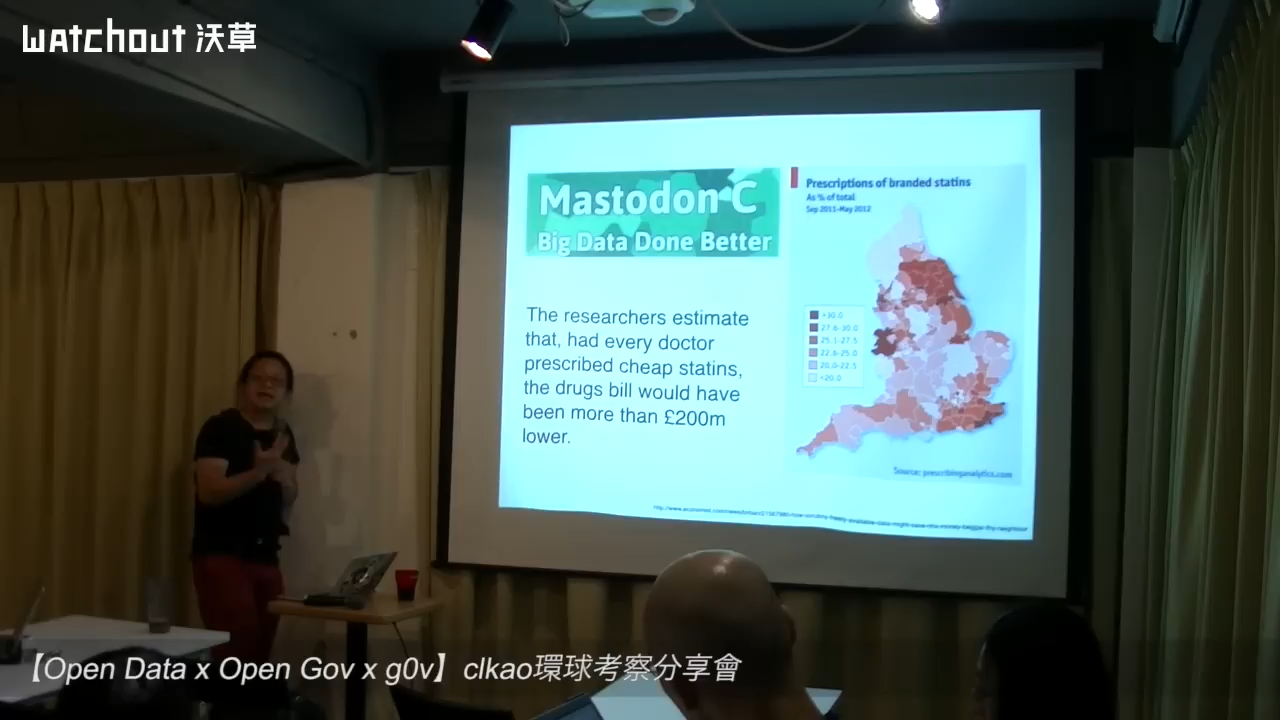 WATCHOUT 沃草
Mastodon C
Big Data Done Better
The researchers estimate
that, had every doctor
prescribed cheap statins,
the drugs bill would have
been more than £200m
lower.
Prescriptions of branded statins
As % of total
Sep 2011-May 2012
>30.0
27.6-30.0
25.1-27.5
22.6-25.0
20.0-22.5
<20.0
Source: prescribinganalytics.com
【Open Data x Open Gov x g0v】clkao環球考察分享會